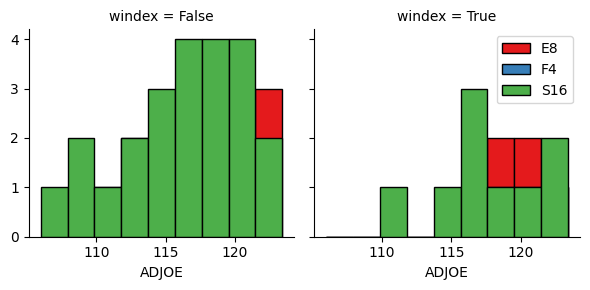 windex = False
windex = True
4
3
2
1
0
E8
F4
S16
110
115
120
110
115
120
ADJOE
ADJOE